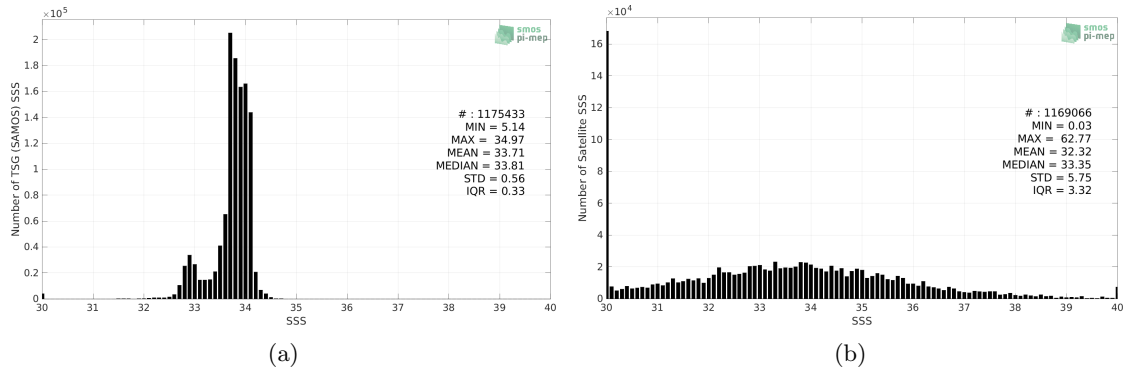 ×10⁵
smos
pi-mep
2
1.8
1.6
1.4
1.2
1
0.8
0.6
0.4
0.2
0
Number of TSG (SAMOS) SSS
# : 1175433
MIN = 5.14
MAX = 34.97
MEAN = 33.71
MEDIAN = 33.81
STD = 0.56
IQR = 0.33
30 31 32 33 34 35 36 37 38 39 40
SSS
(a)
×10⁴
smos
pi-mep
16
14
12
10
8
6
4
2
0
Number of Satellite SSS
# : 1169066
MIN = 0.03
MAX = 62.77
MEAN = 32.32
MEDIAN = 33.35
STD = 5.75
IQR = 3.32
30 31 32 33 34 35 36 37 38 39 40
SSS
(b)